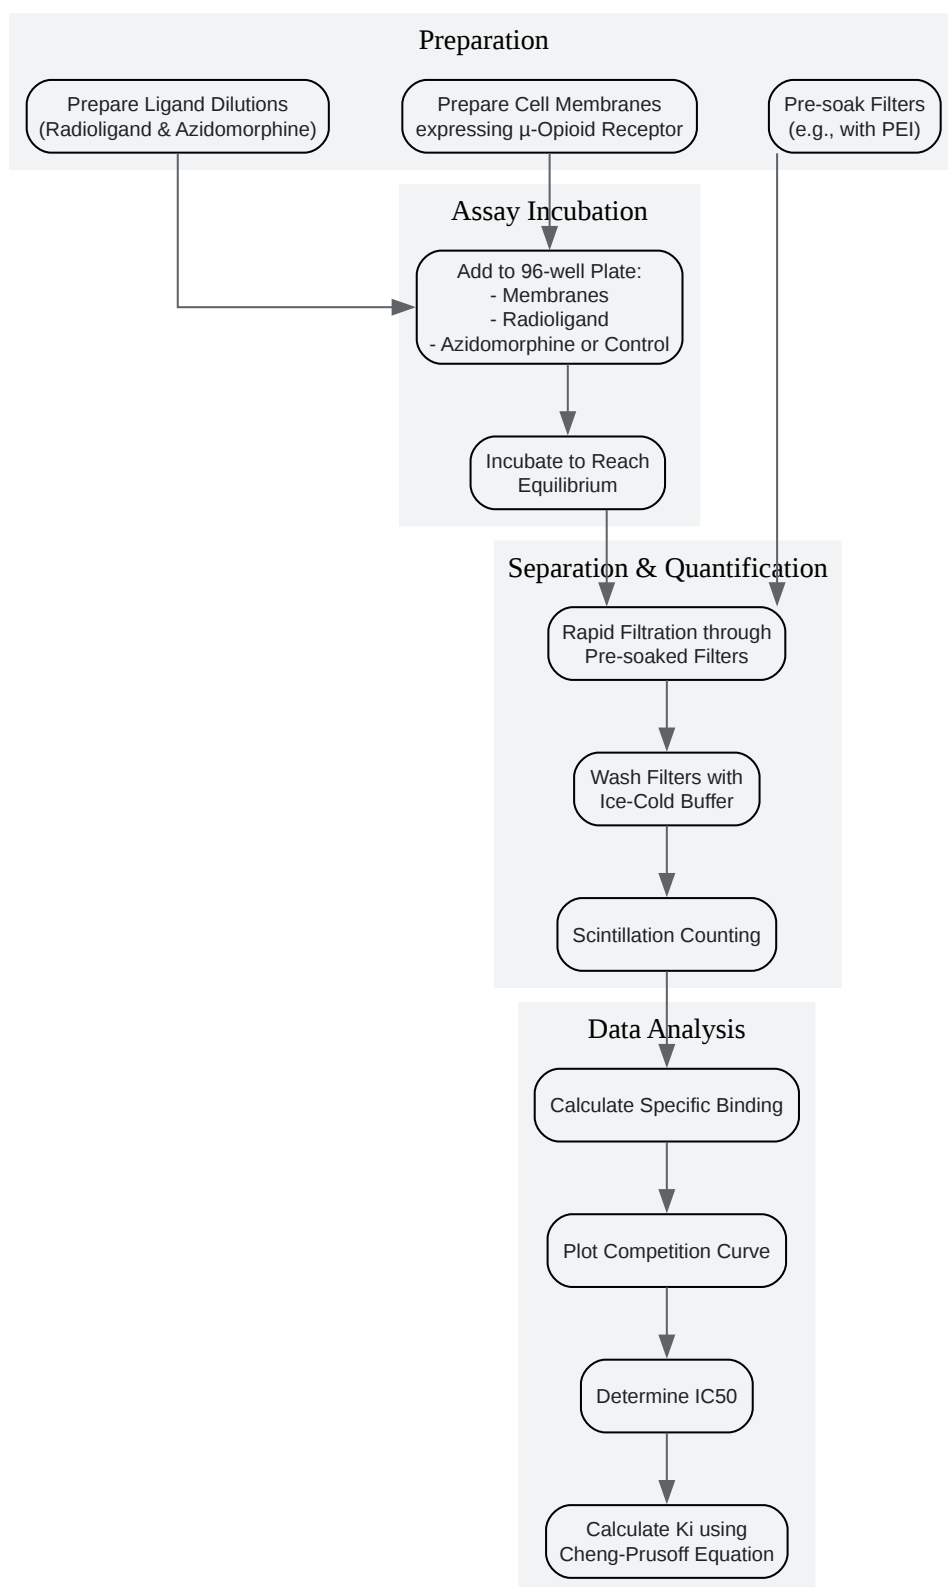 Preparation
Prepare Ligand Dilutions
(Radioligand & Azidomorphine)
Prepare Cell Membranes
expressing µ-Opioid Receptor
Pre-soak Filters
(e.g., with PEI)
Assay Incubation
Add to 96-well Plate:
- Membranes
- Radioligand
- Azidomorphine or Control
Incubate to Reach
Equilibrium
Separation & Quantification
Rapid Filtration through
Pre-soaked Filters
Wash Filters with
Ice-Cold Buffer
Scintillation Counting
Data Analysis
Calculate Specific Binding
Plot Competition Curve
Determine IC50
Calculate Ki using
Cheng-Prusoff Equation